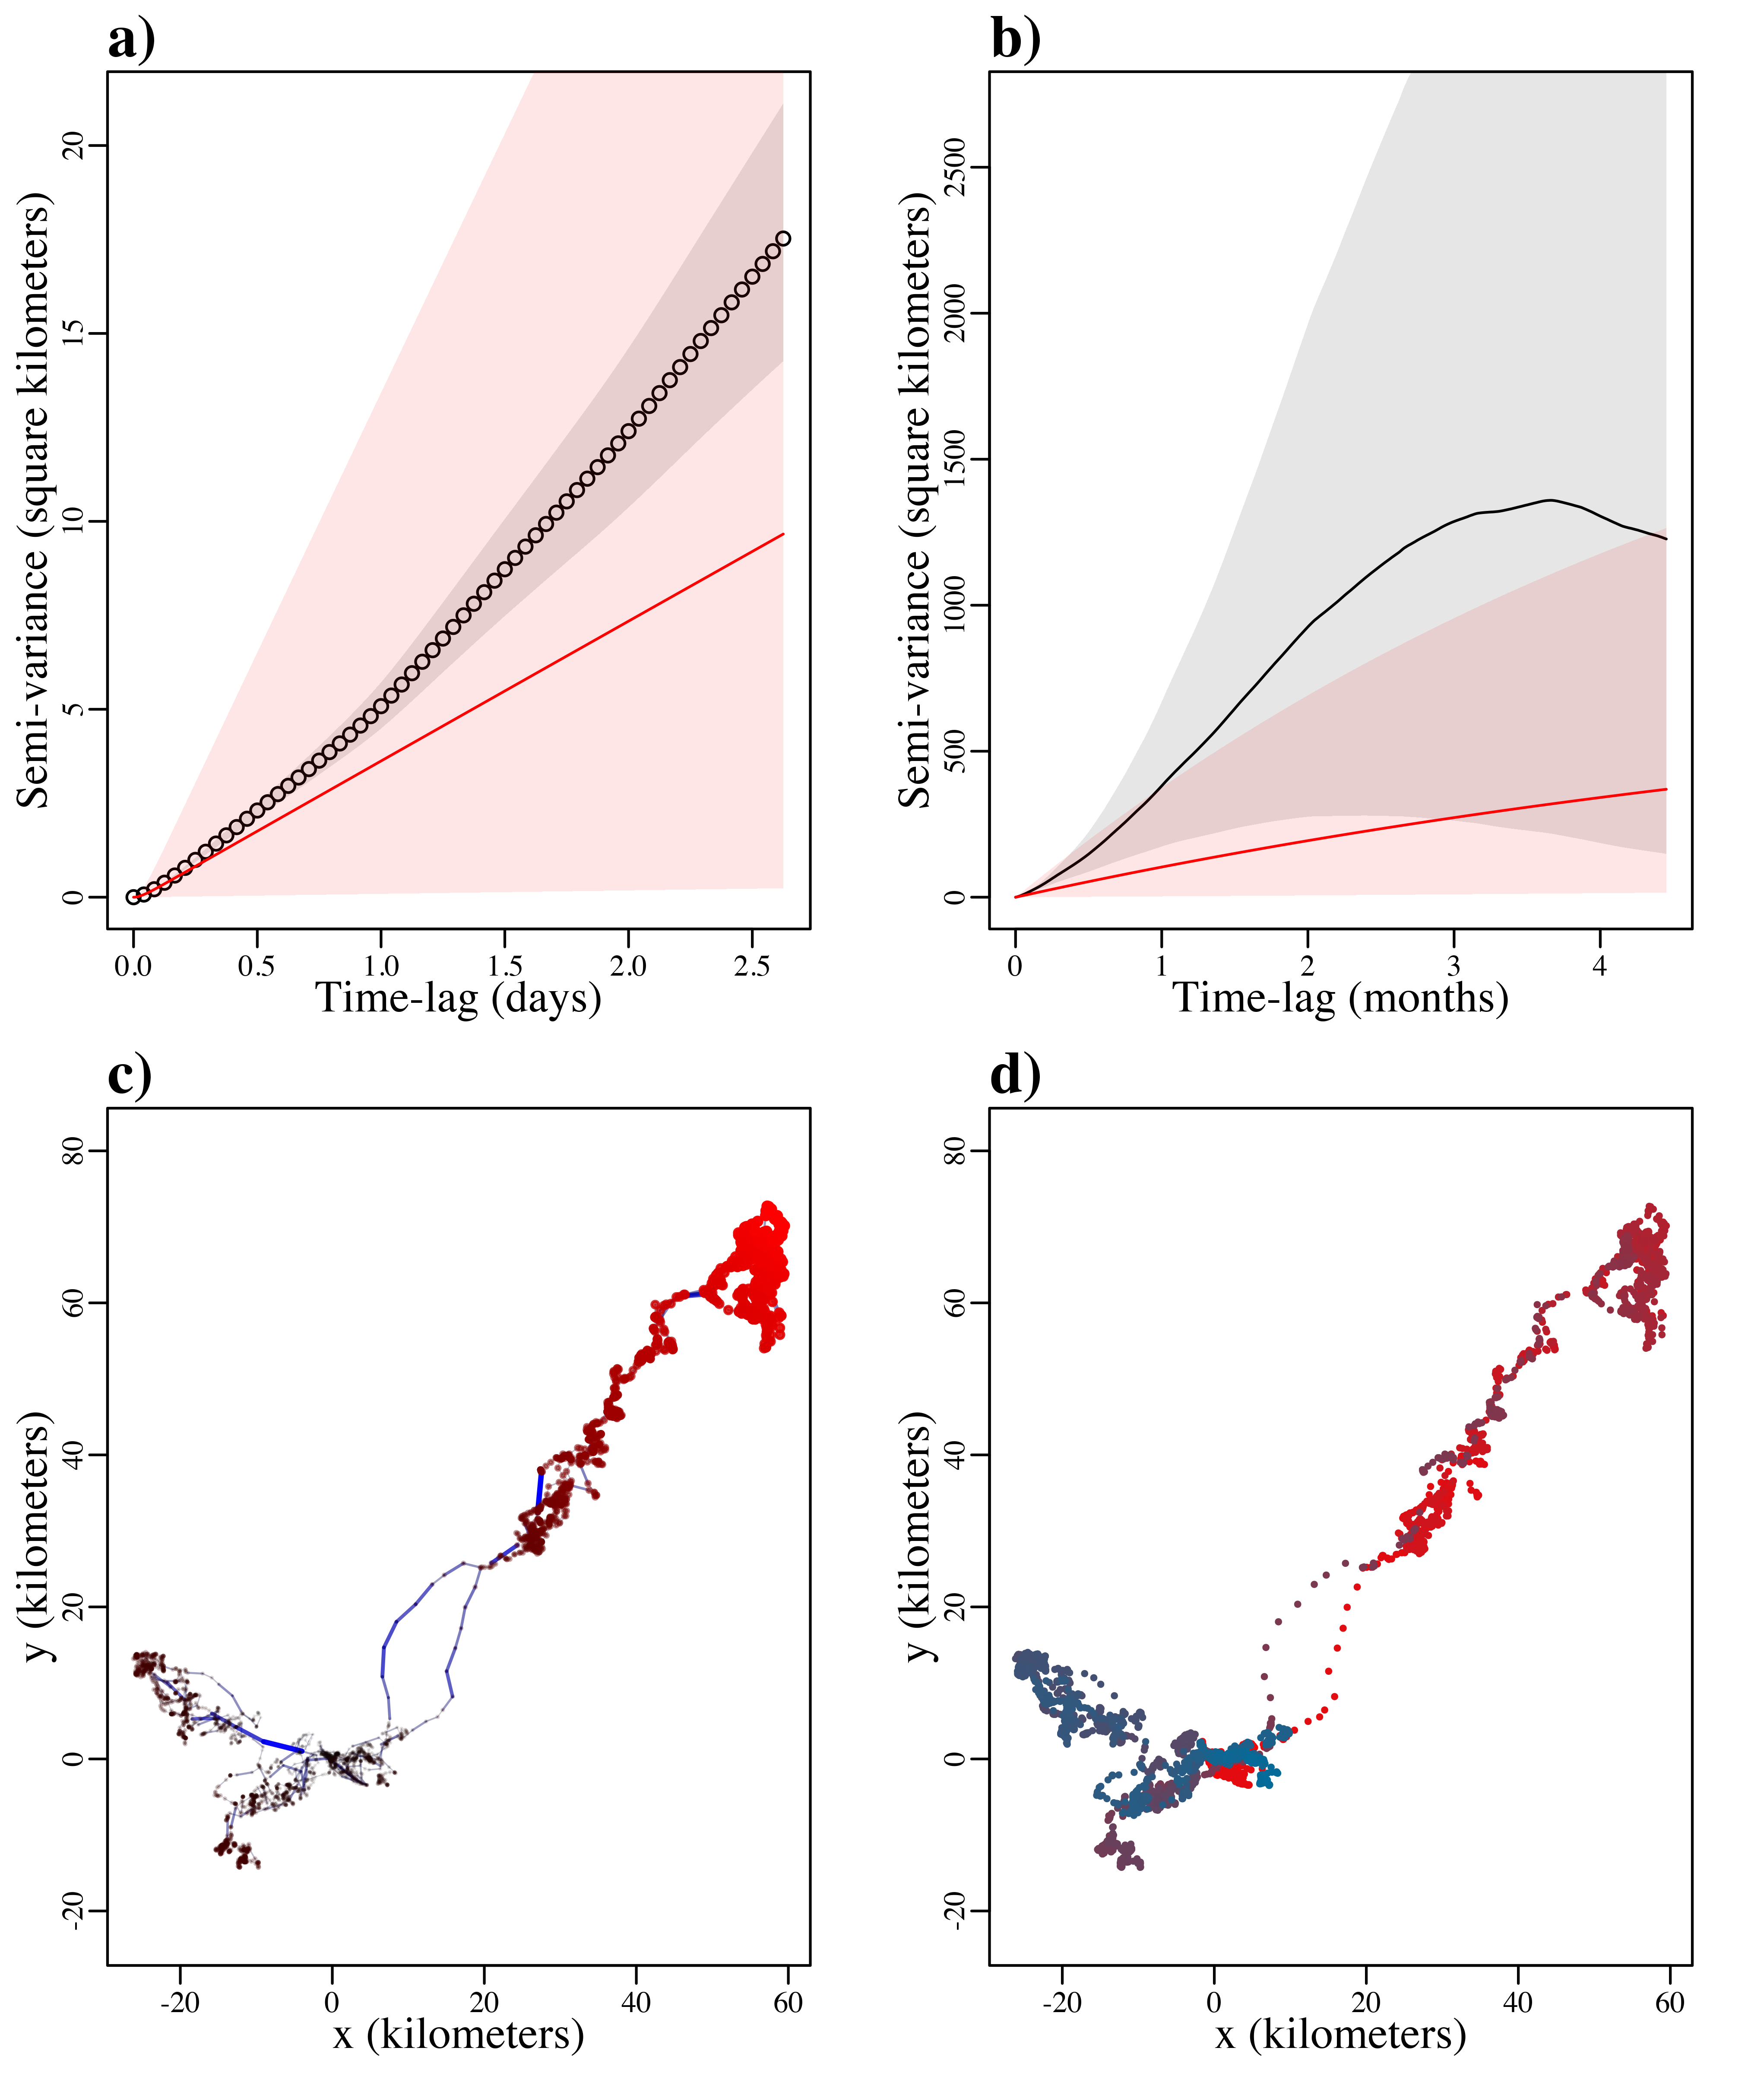 a)
Semi-variance (square kilometers)
20
15
10
5
0
0.0 0.5 1.0 1.5 2.0 2.5
Time-lag (days)
b)
Semi-variance (square kilometers)
2500
2000
1500
1000
500
0
0 1 2 3 4
Time-lag (months)
c)
y (kilometers)
80
60
40
20
0
-20
-20 0 20 40 60
x (kilometers)
d)
y (kilometers)
80
60
40
20
0
-20
-20 0 20 40 60
x (kilometers)